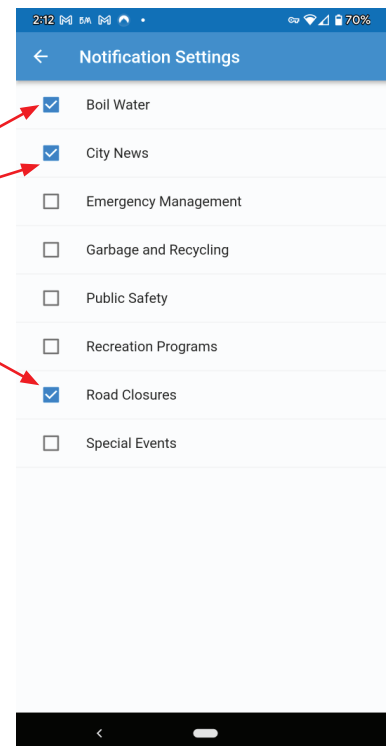 2:12 70%
Notification Settings
Boil Water
City News
Emergency Management
Garbage and Recycling
Public Safety
Recreation Programs
Road Closures
Special Events